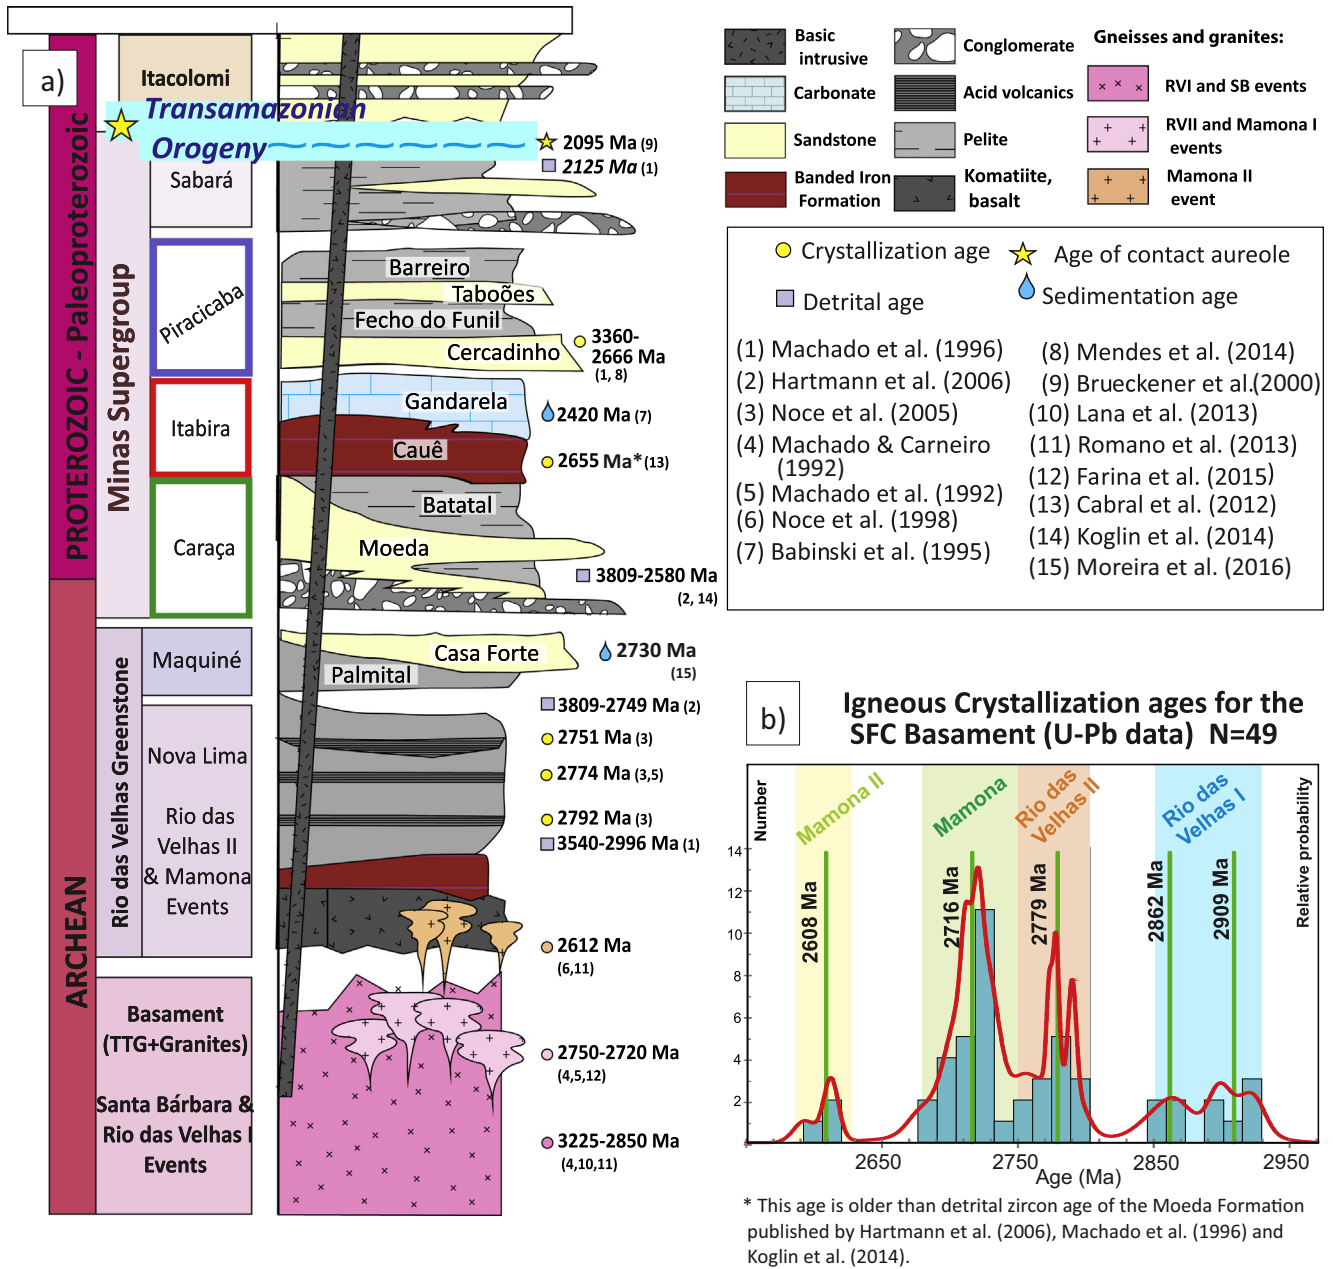 a)
PROTEROZOIC - Paleoproterozoic
ARCHEAN
Minas Supergroup
Rio das Velhas Greenstone
Itacolomi
Transamazonian
Orogeny
Sabará
Piracicaba
Itabira
Caraça
Maquiné
Nova Lima
Rio das
Velhas II
& Mamona
Events
Basament
(TTG+Granites)
Santa Bárbara &
Rio das Velhas I
Events
Barreiro
Taboões
Fecho do Funil
Cercadinho
Gandarela
Cauê
Batatal
Moeda
Casa Forte
Palmital
2095 Ma (9)
2125 Ma (1)
3360-
2666 Ma
(1, 8)
2420 Ma (7)
2655 Ma* (13)
3809-2580 Ma
(2, 14)
2730 Ma
(15)
3809-2749 Ma (2)
2751 Ma (3)
2774 Ma (3,5)
2792 Ma (3)
3540-2996 Ma (1)
2612 Ma
(6,11)
2750-2720 Ma
(4,5,12)
3225-2850 Ma
(4,10,11)
Basic
intrusive
Carbonate
Sandstone
Banded Iron
Formation
Conglomerate
Acid volcanics
Pelite
Komatiite,
basalt
Gneisses and granites:
RVI and SB events
RVII and Mamona I
events
Mamona II
event
Crystallization age
Age of contact aureole
Detrital age
Sedimentation age
(1) Machado et al. (1996)
(2) Hartmann et al. (2006)
(3) Noce et al. (2005)
(4) Machado & Carneiro
(1992)
(5) Machado et al. (1992)
(6) Noce et al. (1998)
(7) Babinski et al. (1995)
(8) Mendes et al. (2014)
(9) Brueckener et al.(2000)
(10) Lana et al. (2013)
(11) Romano et al. (2013)
(12) Farina et al. (2015)
(13) Cabral et al. (2012)
(14) Koglin et al. (2014)
(15) Moreira et al. (2016)
b)
Igneous Crystallization ages for the
SFC Basament (U-Pb data) N=49
Number
Relative probability
Mamona II
Mamona
Rio das
Velhas II
Rio das
Velhas I
2608 Ma
2716 Ma
2779 Ma
2862 Ma
2909 Ma
14
12
10
8
6
4
2
2650
2750
2850
2950
Age (Ma)
* This age is older than detrital zircon age of the Moeda Formation
published by Hartmann et al. (2006), Machado et al. (1996) and
Koglin et al. (2014).